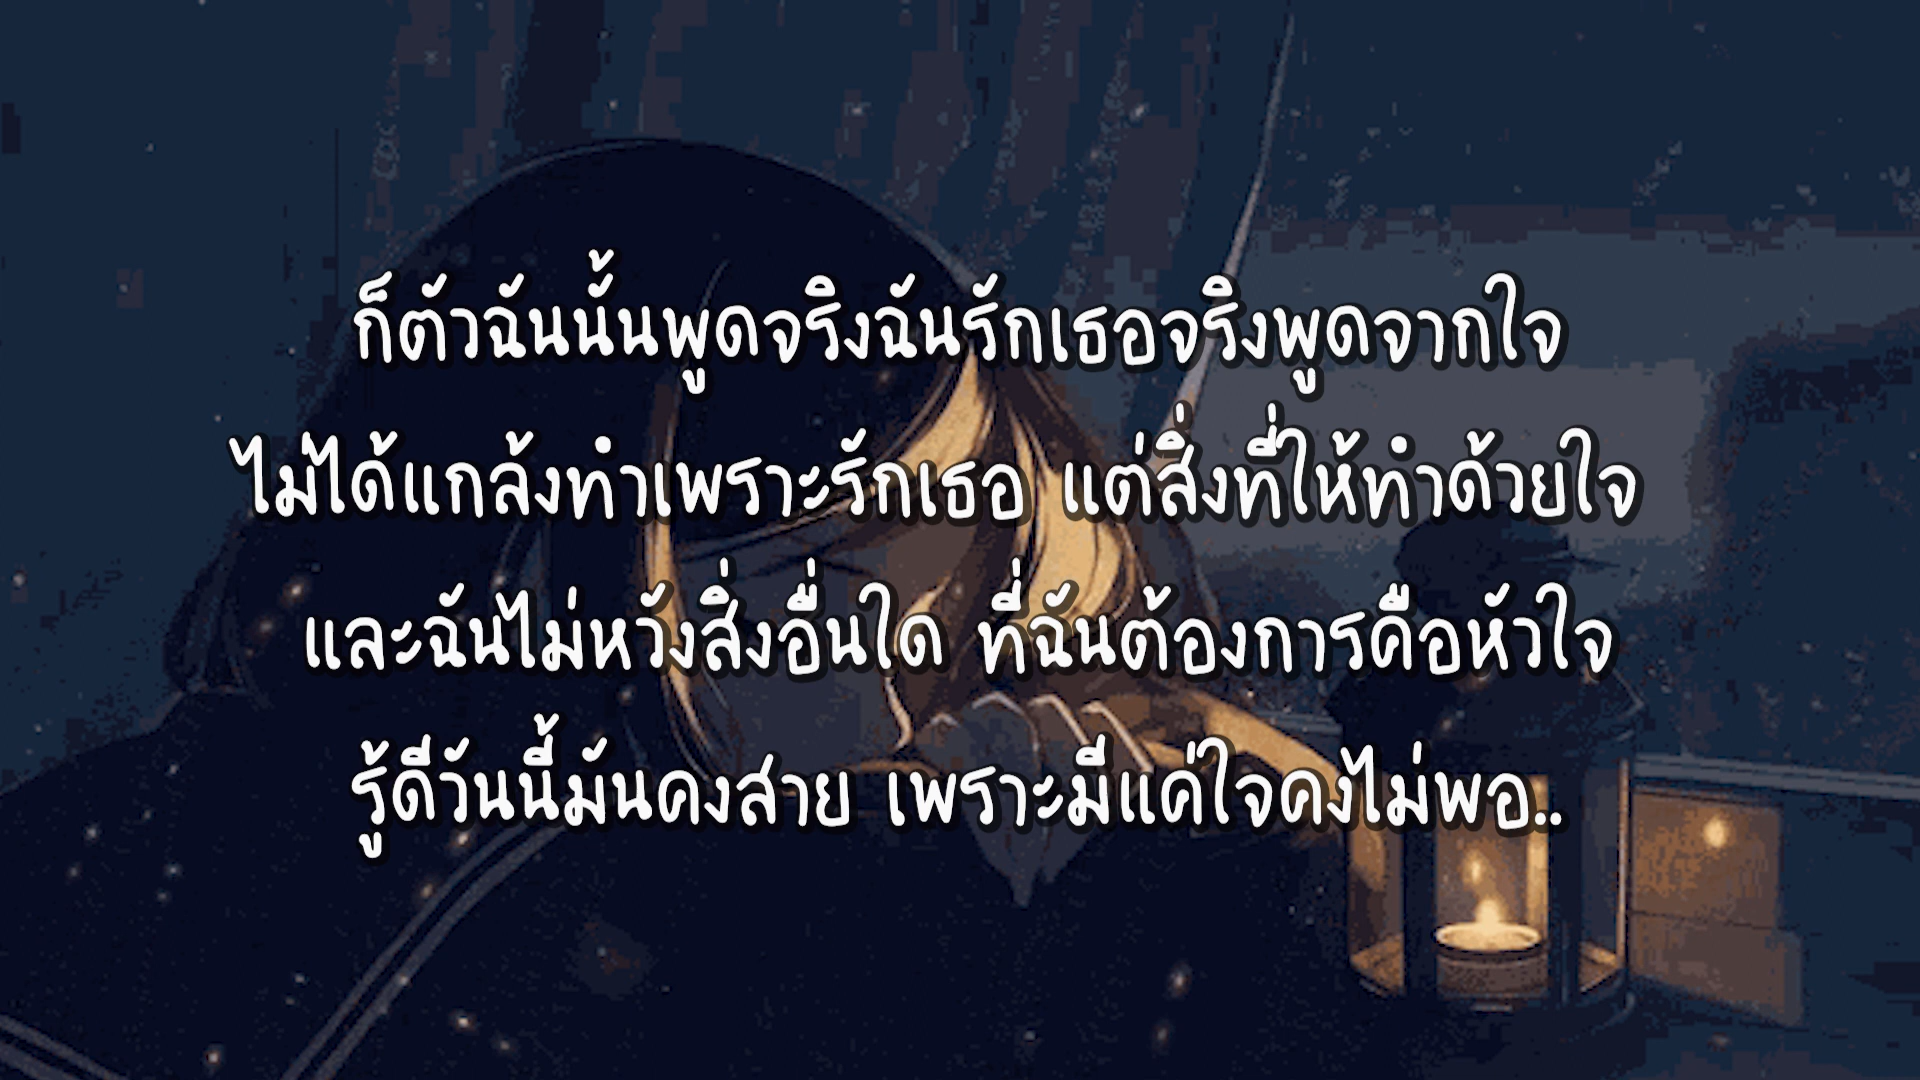 ก็ตัวฉันนั้นพูดจริงฉันรักเธอจริงพูดจากใจ
ไม่ได้แกล้งทำเพราะรักเธอ แต่สิ่งที่ให้ทำด้วยใจ
และฉันไม่หวังสิ่งอื่นใด ที่ฉันต้องการคือหัวใจ
รู้ดีวันนี้มันคงสาย เพราะมีแค่ใจคงไม่พอ..